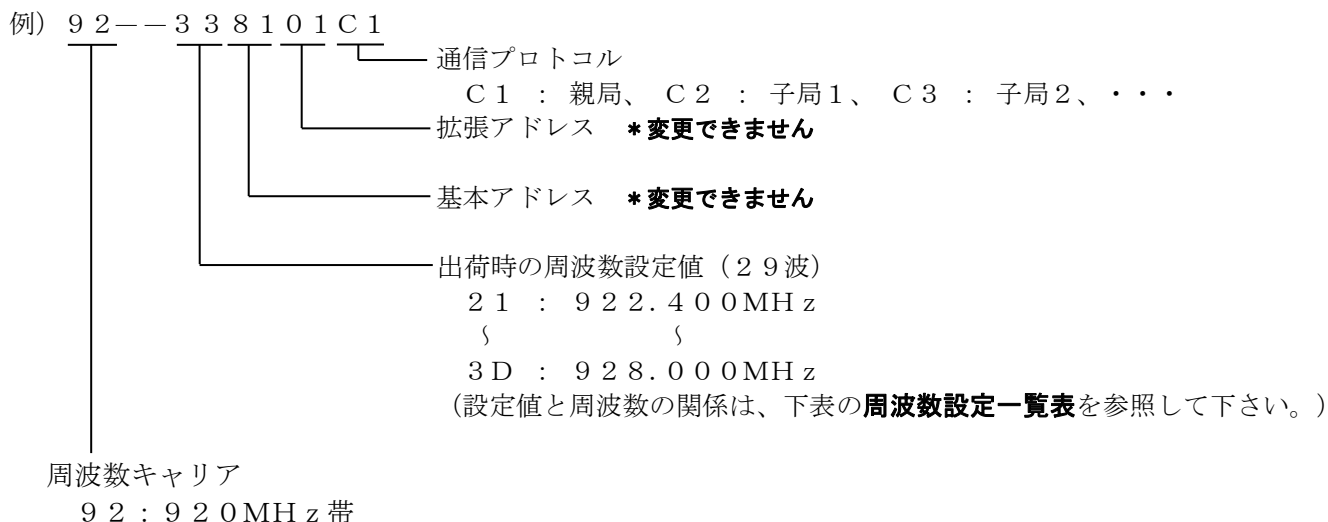 例）９２－－３３８１０１Ｃ１
通信プロトコル
Ｃ１ ： 親局、 Ｃ２ ： 子局１、 Ｃ３ ： 子局２、・・・
拡張アドレス ＊変更できません
基本アドレス ＊変更できません
出荷時の周波数設定値（２９波）
２１ ： ９２２.４００ＭＨｚ
～ ～
３Ｄ ： ９２８.０００ＭＨｚ
（設定値と周波数の関係は、下表の周波数設定一覧表を参照して下さい。）
周波数キャリア
９２：９２０ＭＨｚ帯